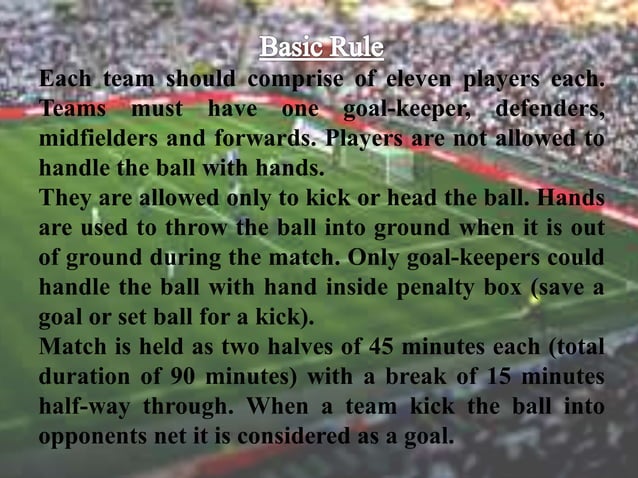 Basic Rule
Each team should comprise of eleven players each.
Teams must have one goal-keeper, defenders,
midfielders and forwards. Players are not allowed to
handle the ball with hands.
They are allowed only to kick or head the ball. Hands
are used to throw the ball into ground when it is out
of ground during the match. Only goal-keepers could
handle the ball with hand inside penalty box (save a
goal or set ball for a kick).
Match is held as two halves of 45 minutes each (total
duration of 90 minutes) with a break of 15 minutes
half-way through. When a team kick the ball into
opponents net it is considered as a goal.